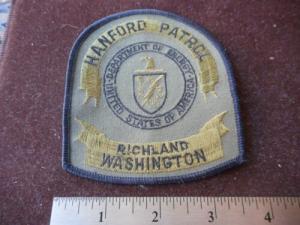 HANFORD PATROL
DEPARTMENT OF ENERGY
UNITED STATES OF AMERICA
RICHLAND
WASHINGTON
1 2 3 4